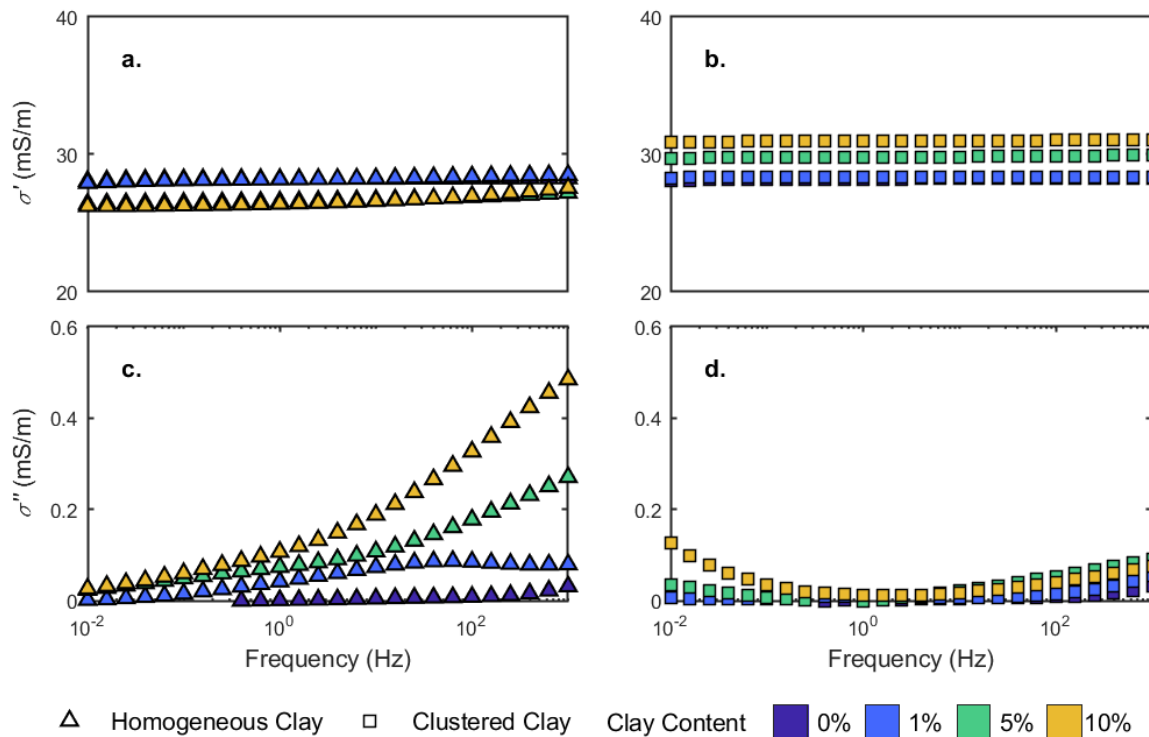 40
a.
30
20
σ′ (mS/m)
40
b.
30
20
0.6
c.
0.4
0.2
0
σ″ (mS/m)
10⁻² 10⁰ 10²
Frequency (Hz)
0.6
d.
0.4
0.2
0
10⁻² 10⁰ 10²
Frequency (Hz)
Homogeneous Clay Clustered Clay Clay Content 0% 1% 5% 10%